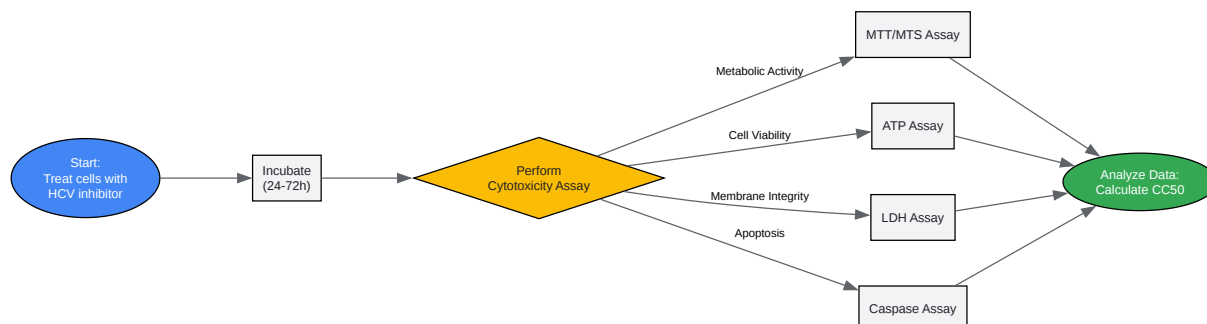 Start:
Treat cells with
HCV inhibitor
Incubate
(24-72h)
Perform
Cytotoxicity Assay
Metabolic Activity
Cell Viability
Membrane Integrity
Apoptosis
MTT/MTS Assay
ATP Assay
LDH Assay
Caspase Assay
Analyze Data:
Calculate CC50